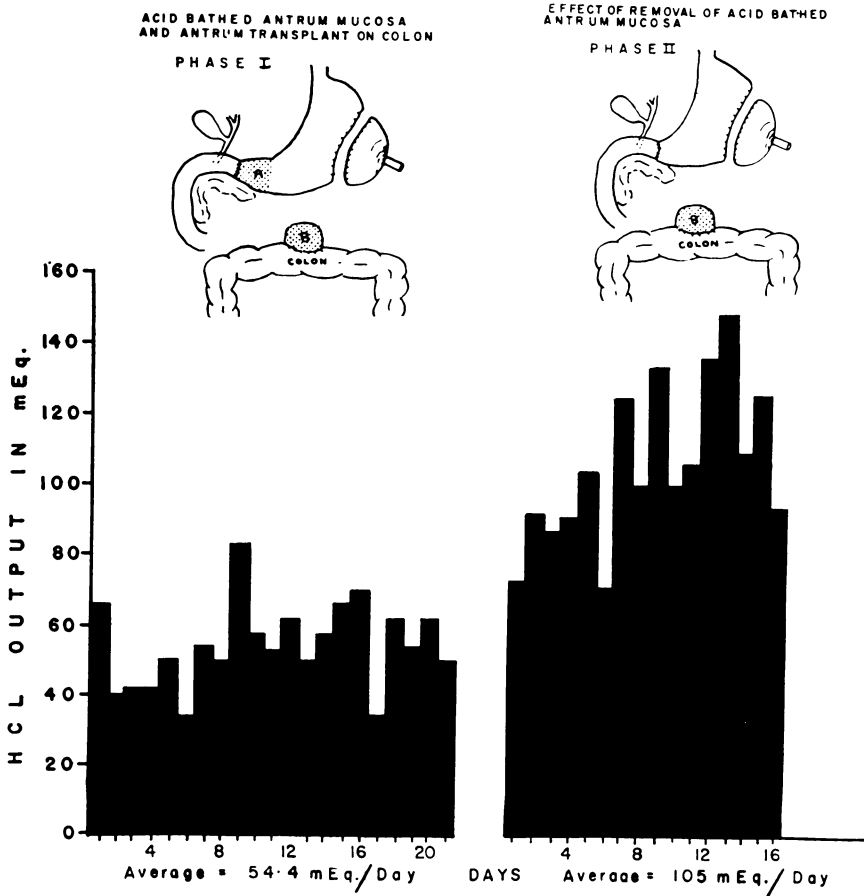 ACID BATHED ANTRUM MUCOSA
AND ANTRUM TRANSPLANT ON COLON
PHASE I
A
B
COLON
EFFECT OF REMOVAL OF ACID BATHED
ANTRUM MUCOSA
PHASE II
B
COLON
HCL OUTPUT IN mEq.
160
140
120
100
80
60
40
20
0
4 8 12 16 20
4 8 12 16
Average = 54.4 mEq./Day DAYS Average = 105 mEq./Day